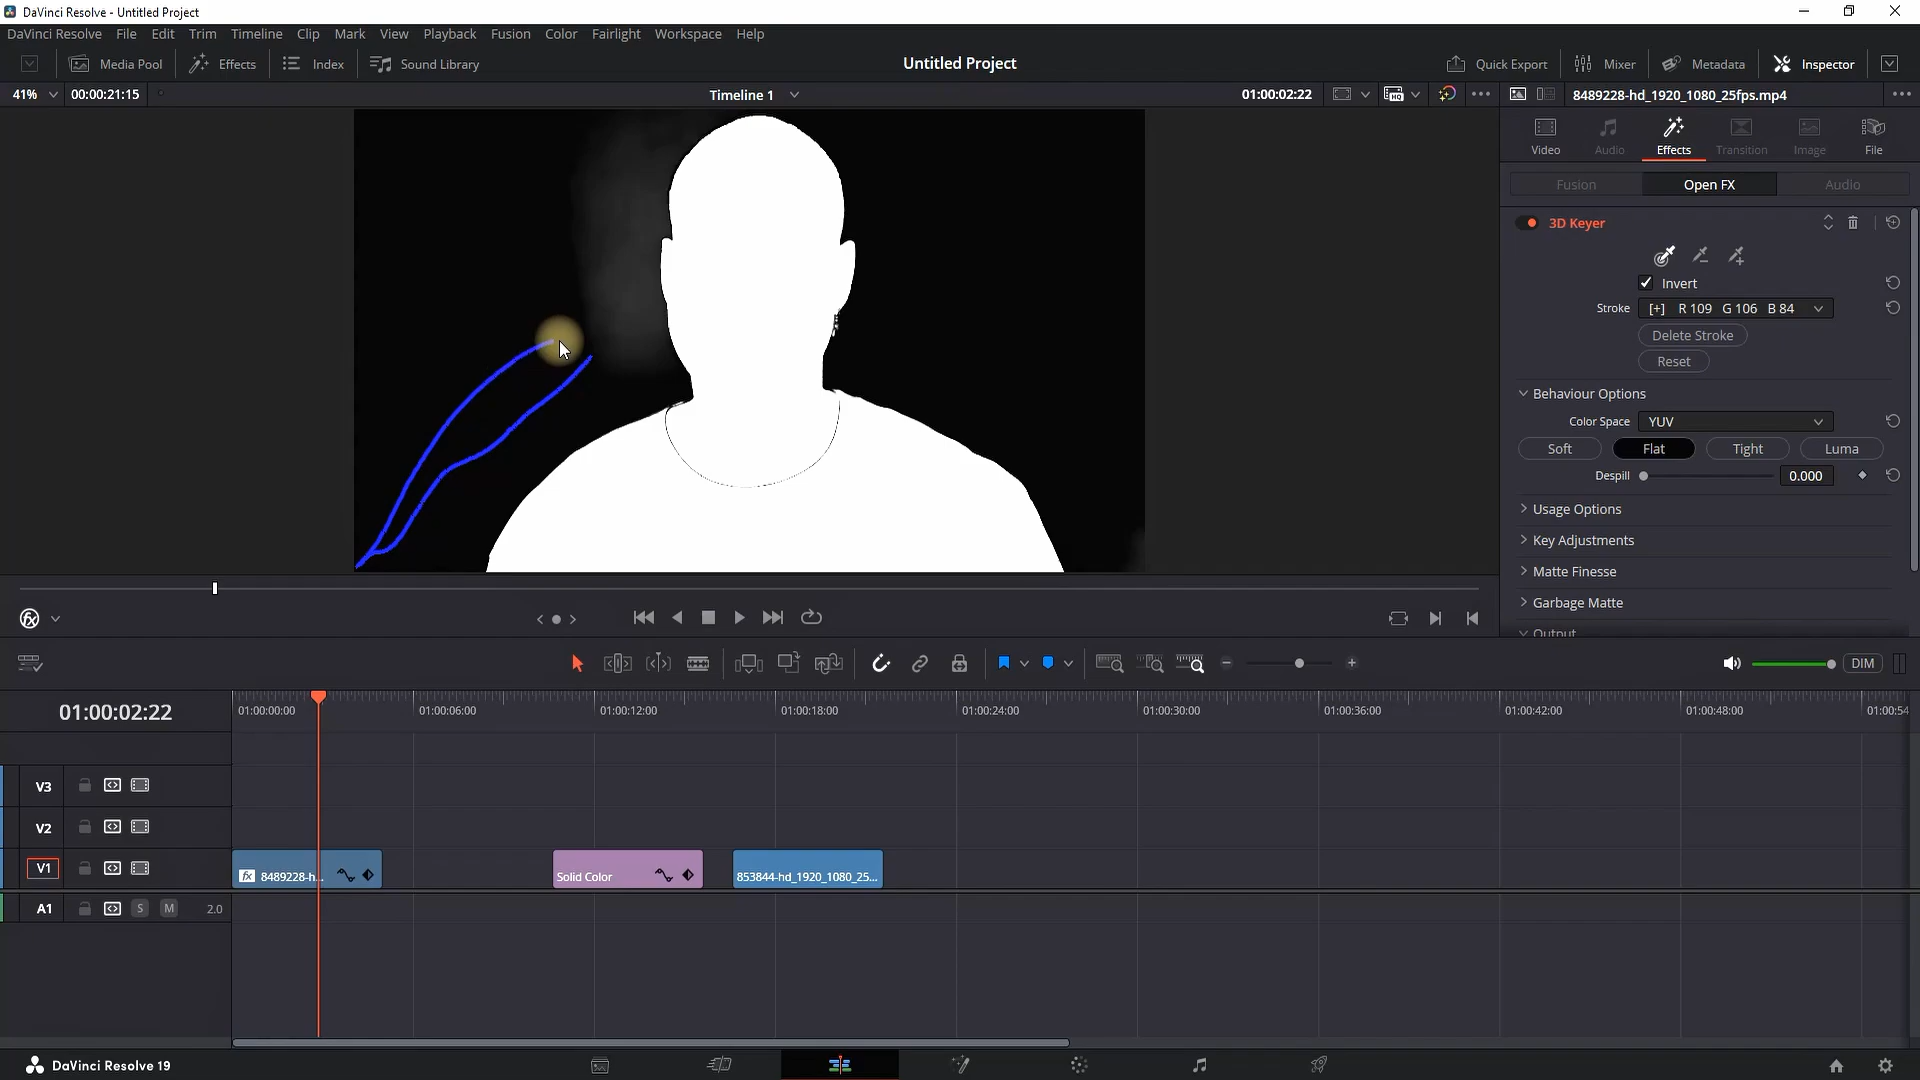 DaVinci Resolve - Untitled Project
DaVinci Resolve File Edit Trim Timeline Clip Mark View Playback Fusion Color Fairlight Workspace Help
Media Pool Effects Index Sound Library Untitled Project Quick Export Mixer Metadata Inspector
41% 00:00:21:15 Timeline 1 01:00:02:22 8489228-hd_1920_1080_25fps.mp4
Video Audio Effects Transition Image File
Fusion Open FX Audio
3D Keyer
Invert
Stroke [+] R 109 G 106 B 84
Delete Stroke
Reset
Behaviour Options
Color Space YUV
Soft Flat Tight Luma
Despill 0.000
Usage Options
Key Adjustments
Matte Finesse
Garbage Matte
Output
DIM
01:00:02:22 01:00:00:00 01:00:06:00 01:00:12:00 01:00:18:00 01:00:24:00 01:00:30:00 01:00:36:00 01:00:42:00 01:00:48:00 01:00:54
V3
V2
V1 fx 8489228-h... Solid Color 853844-hd_1920_1080_25...
A1 S M 2.0
DaVinci Resolve 19